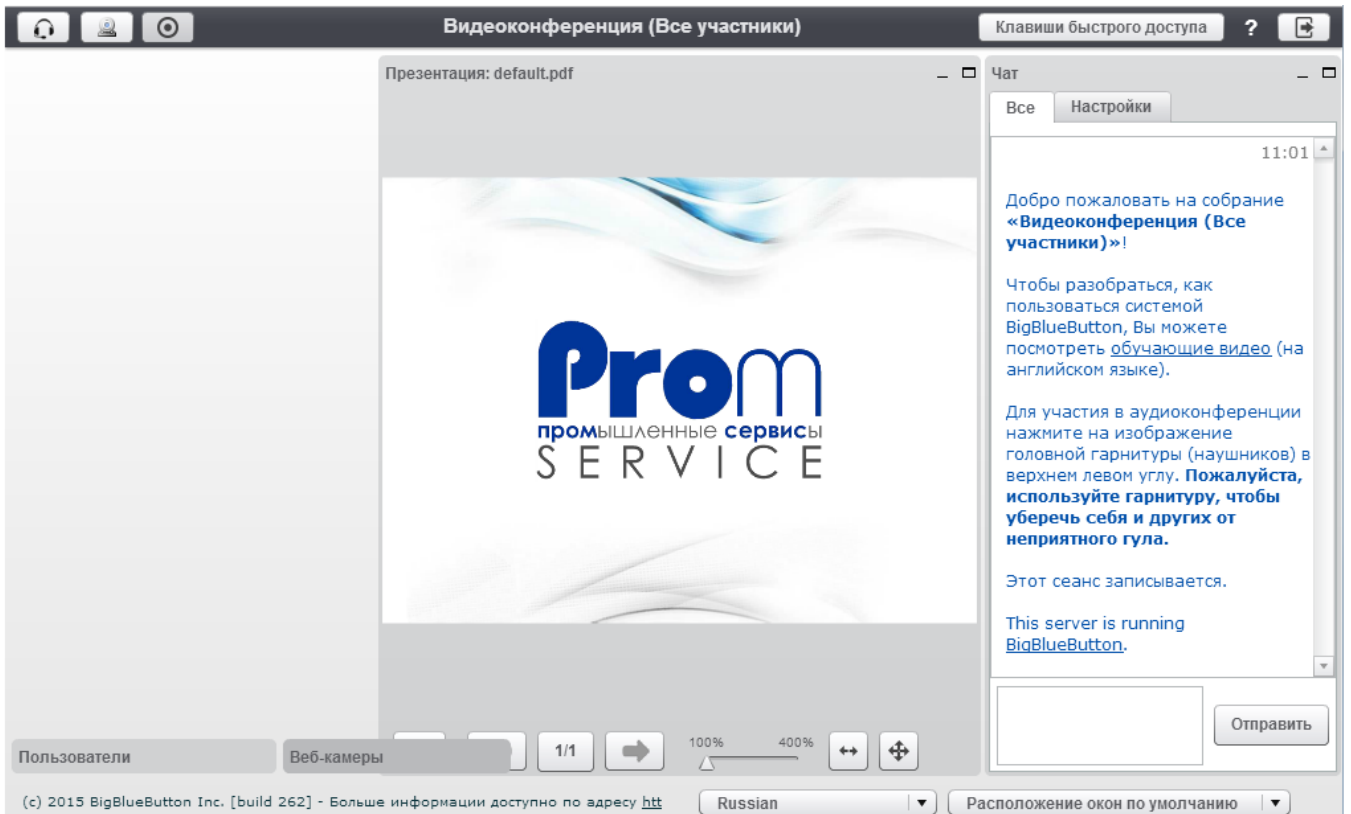 Видеоконференция (Все участники)
Клавиши быстрого доступа
?
Презентация: default.pdf
Prom
промышленные сервисы
SERVICE
Чат
Все
Настройки
11:01
Добро пожаловать на собрание
«Видеоконференция (Все
участники)»!
Чтобы разобраться, как
пользоваться системой
BigBlueButton, Вы можете
посмотреть обучающие видео (на
английском языке).
Для участия в аудиоконференции
нажмите на изображение
головной гарнитуры (наушников) в
верхнем левом углу. Пожалуйста,
используйте гарнитуру, чтобы
уберечь себя и других от
неприятного гула.
Этот сеанс записывается.
This server is running
BigBlueButton.
Отправить
Пользователи
Веб-камеры
1/1
100%
400%
(c) 2015 BigBlueButton Inc. [build 262] - Больше информации доступно по адресу htt
Russian
Расположение окон по умолчанию